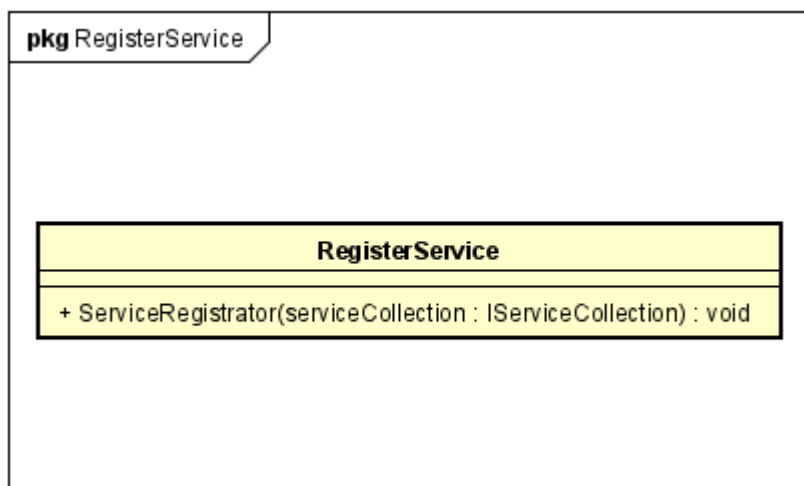 pkg RegisterService
RegisterService
+ ServiceRegistrator(serviceCollection : IServiceCollection) : void